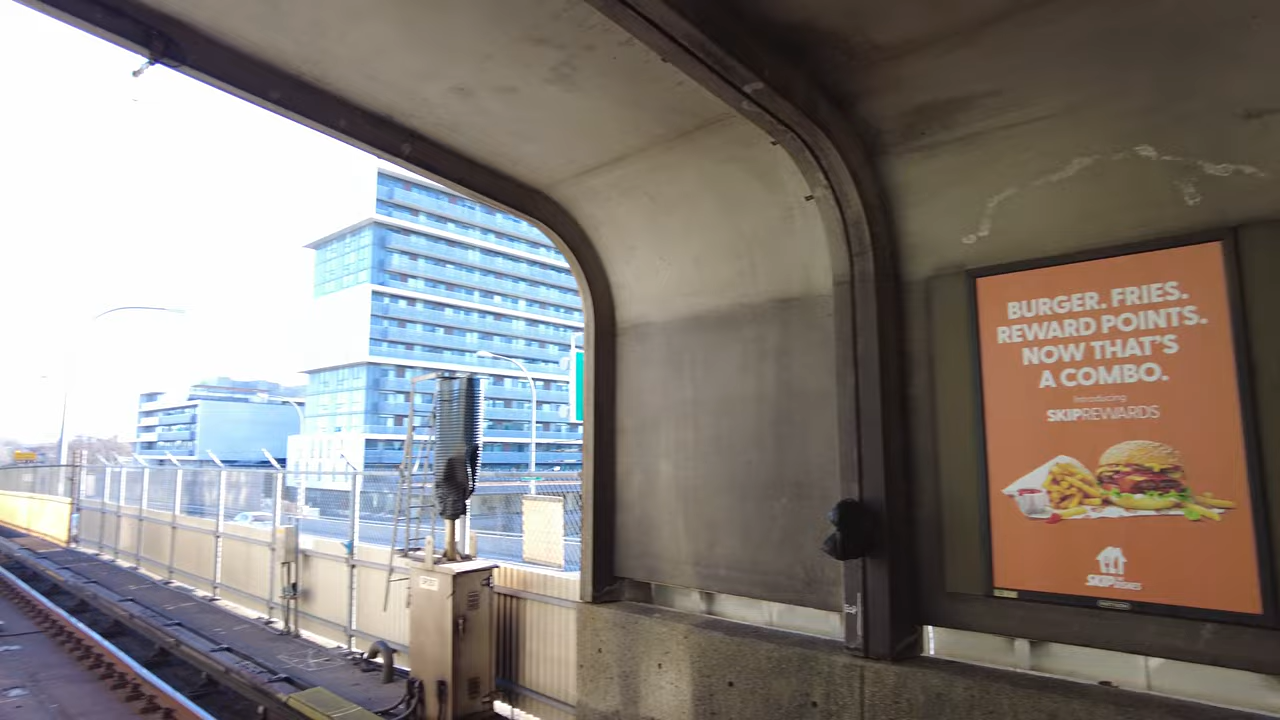 BURGER. FRIES.
REWARD POINTS.
NOW THAT'S
A COMBO.
Introducing
SKIPREWARDS
SKIP